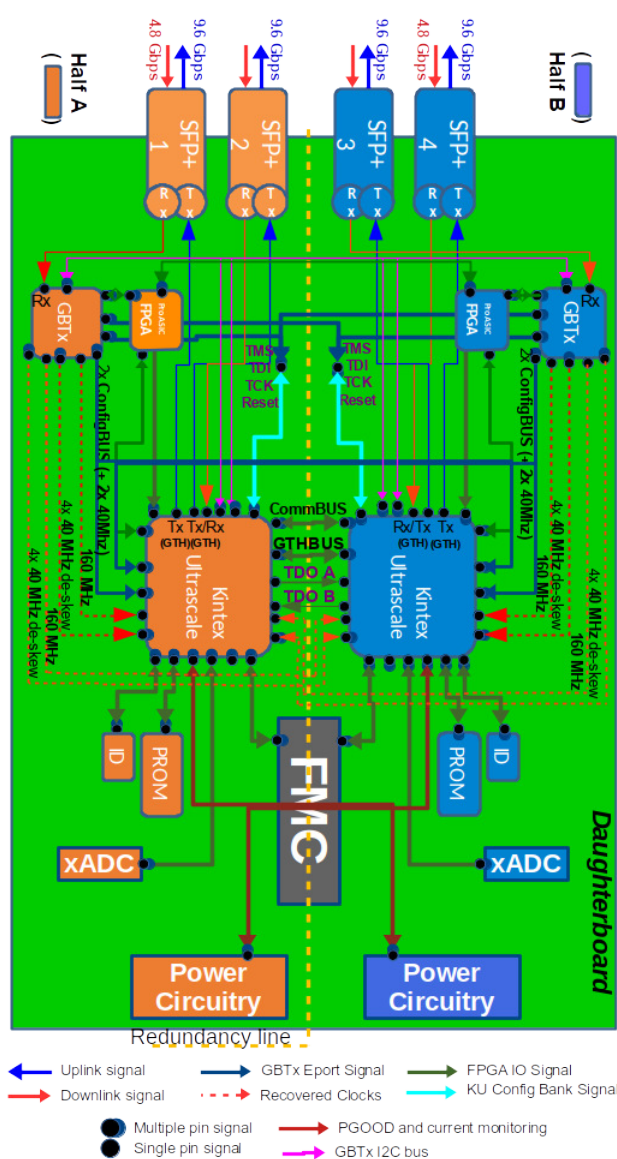 4.8 Gbps
9.6 Gbps
9.6 Gbps
4.8 Gbps
9.6 Gbps
9.6 Gbps
Half A
( )
Half B
( )
SFP+
1
SFP+
2
SFP+
3
SFP+
4
Rx
Tx
Rx
Tx
Rx
Tx
Rx
Tx
Rx
GBTx
ProASIC
FPGA
ProASIC
FPGA
Rx
GBTx
TMS
TDI
TCK
Reset
TMS
TDI
TCK
Reset
2x ConfigBUS (+ 2x 40Mhz)
160 MHz
4x 40 MHz de-skew
160 MHz
4x 40 MHz de-skew
2x ConfigBUS (+ 2x 40Mhz)
160 MHz
4x 40 MHz de-skew
160 MHz
4x 40 MHz de-skew
Tx Tx/Rx
(GTH)(GTH)
Kintex
Ultrascale
CommBUS
GTHBUS
TDO A
TDO B
Rx/Tx Tx
(GTH) (GTH)
Kintex
Ultrascale
ID
PROM
FMC
PROM
ID
xADC
xADC
Daughterboard
Power
Circuitry
Power
Circuitry
Redundancy line
Uplink signal
GBTx Eport Signal
FPGA IO Signal
Downlink signal
Recovered Clocks
KU Config Bank Signal
Multiple pin signal
PGOOD and current monitoring
Single pin signal
GBTx I2C bus